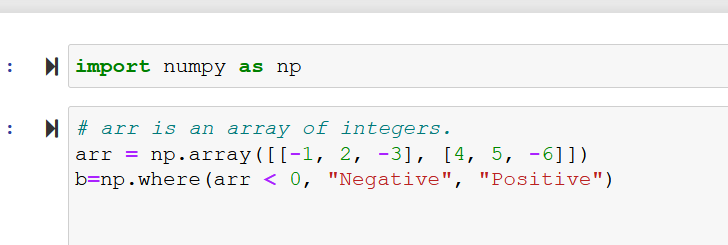 :
import numpy as np
:
# arr is an array of integers.
arr = np.array([[-1, 2, -3], [4, 5, -6]])
b=np.where(arr < 0, "Negative", "Positive")